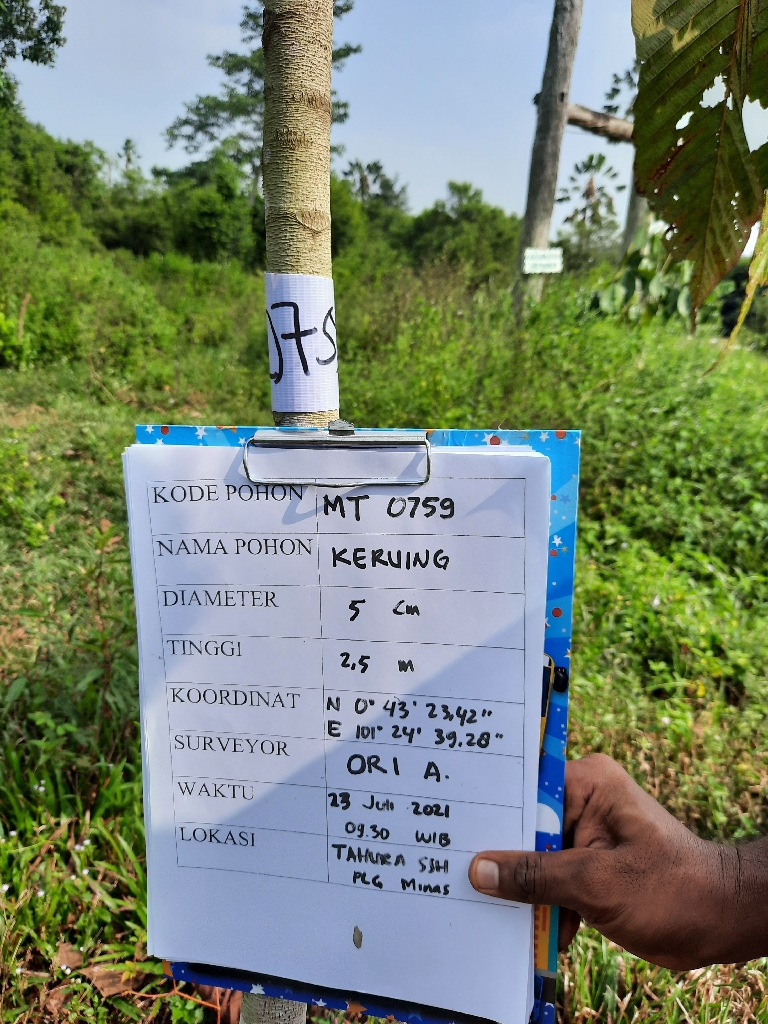 75
KODE POHON MT 0759
NAMA POHON KERUING
DIAMETER 5 Cm
TINGGI 2,5 m
KOORDINAT N 0° 43' 23,42"
E 101° 24' 39,28"
SURVEYOR ORI A.
WAKTU 23 Juli 2021
09.30 WIB
LOKASI TAHURA SSH
PLG Minas